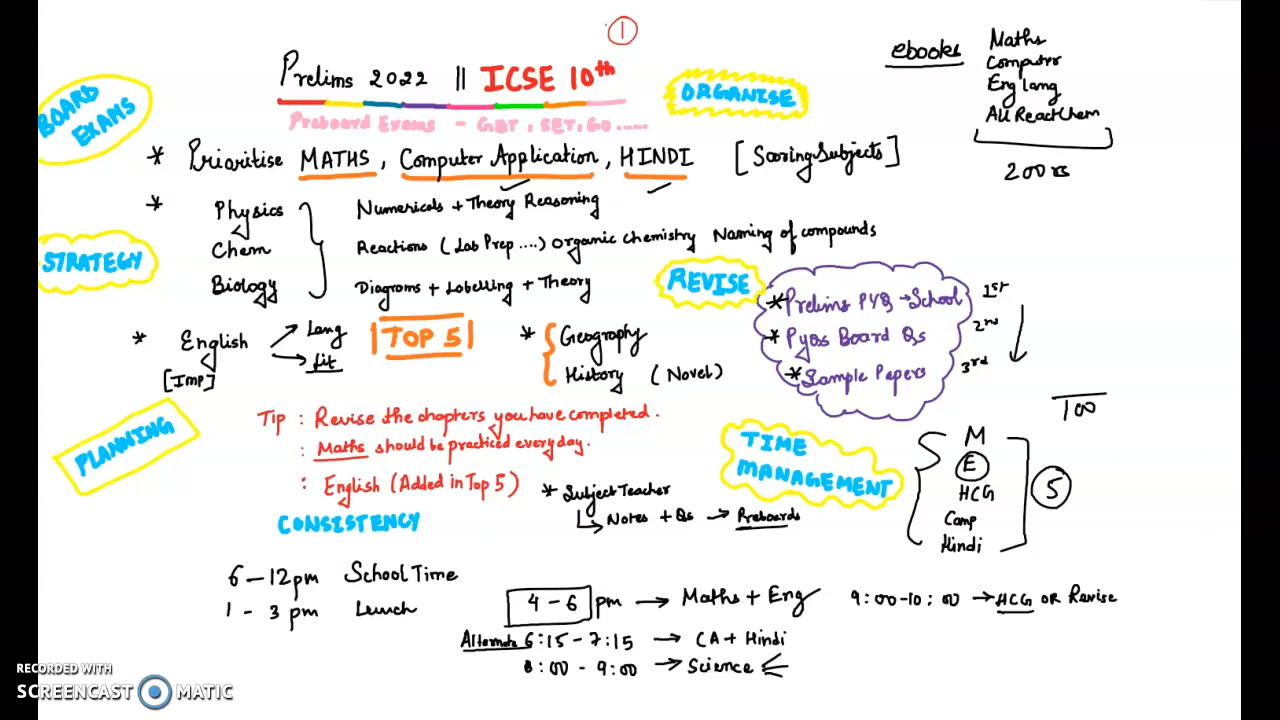 1
Prelims 2022 || ICSE 10th
Preboard Exams - GET, SET, GO.....
BOARD EXAMS
ORGANISE
ebooks
Maths
Computer
Eng lang
All React Chem
200 rs
* Prioritise MATHS, Computer Application, HINDI [Scoring Subjects]
* Physics Numericals + Theory Reasoning
Chem Reactions (Lab Prep ....) Organic chemistry Naming of compounds
Biology Diagrams + Labelling + Theory
STRATEGY
REVISE
* Prelims PYQ → School 1st
* Pyqs Board Qs 2nd
* Sample Papers 3rd
* English → Lang
→ Lit
[Imp]
|TOP 5|
* Geography
History (Novel)
100
PLANNING
Tip : Revise the chapters you have completed.
: Maths should be practiced everyday.
: English (Added in Top 5)
CONSISTENCY
* Subject Teacher
→ Notes + Qs → Preboards
TIME
MANAGEMENT
M
E
HCG
Comp
Hindi
5
6 – 12pm School Time
1 - 3 pm Lunch
4 - 6 pm → Maths + Eng
Alternate 6:15 - 7:15 → CA + Hindi
8:00 - 9:00 → Science
9:00-10:00 → HCG OR Revise
RECORDED WITH
SCREENCAST MATIC